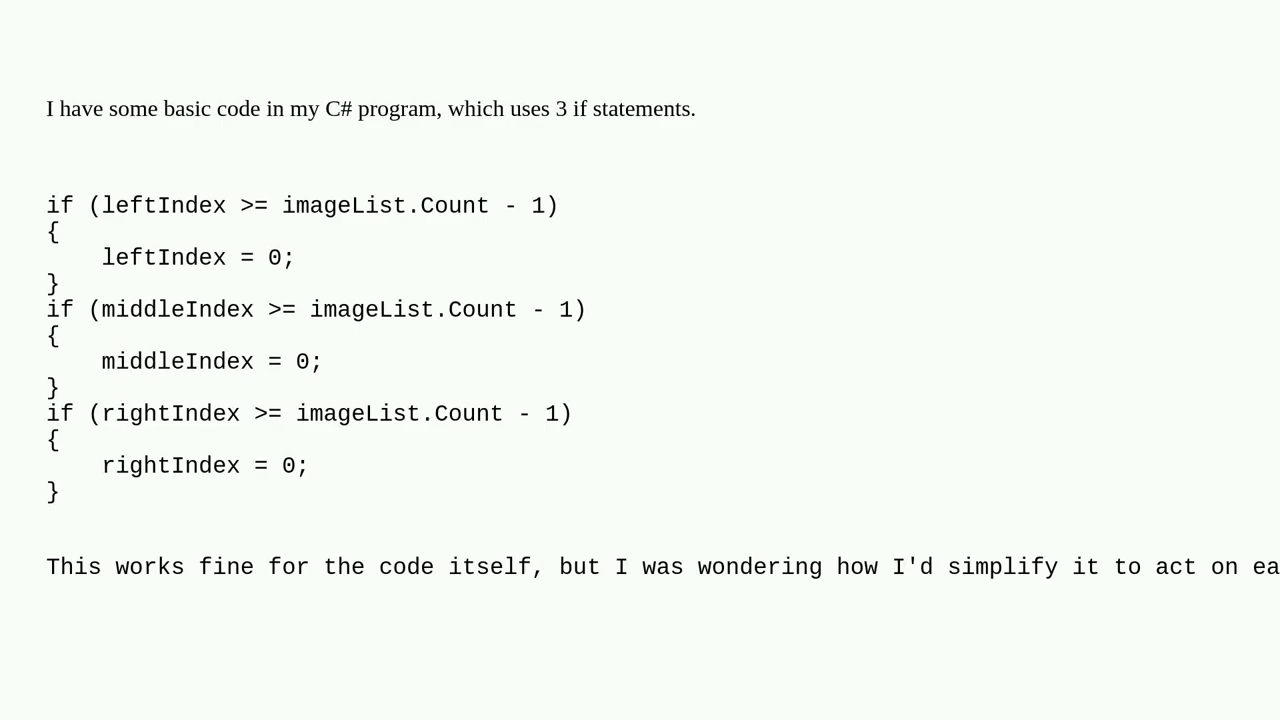 I have some basic code in my C# program, which uses 3 if statements.
if (leftIndex >= imageList.Count - 1)
{
    leftIndex = 0;
}
if (middleIndex >= imageList.Count - 1)
{
    middleIndex = 0;
}
if (rightIndex >= imageList.Count - 1)
{
    rightIndex = 0;
}
This works fine for the code itself, but I was wondering how I'd simplify it to act on